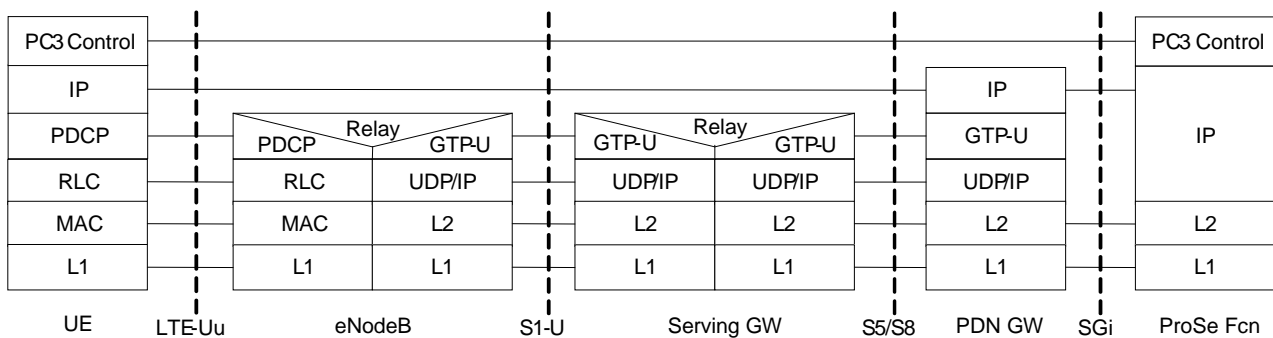 PC3 Control PC3 Control
IP IP
PDCP PDCP Relay GTP-U GTP-U Relay GTP-U GTP-U IP
RLC RLC UDP/IP UDP/IP UDP/IP UDP/IP
MAC MAC L2 L2 L2 L2 L2
L1 L1 L1 L1 L1 L1 L1
UE LTE-Uu eNodeB S1-U Serving GW S5/S8 PDN GW SGi ProSe Fcn